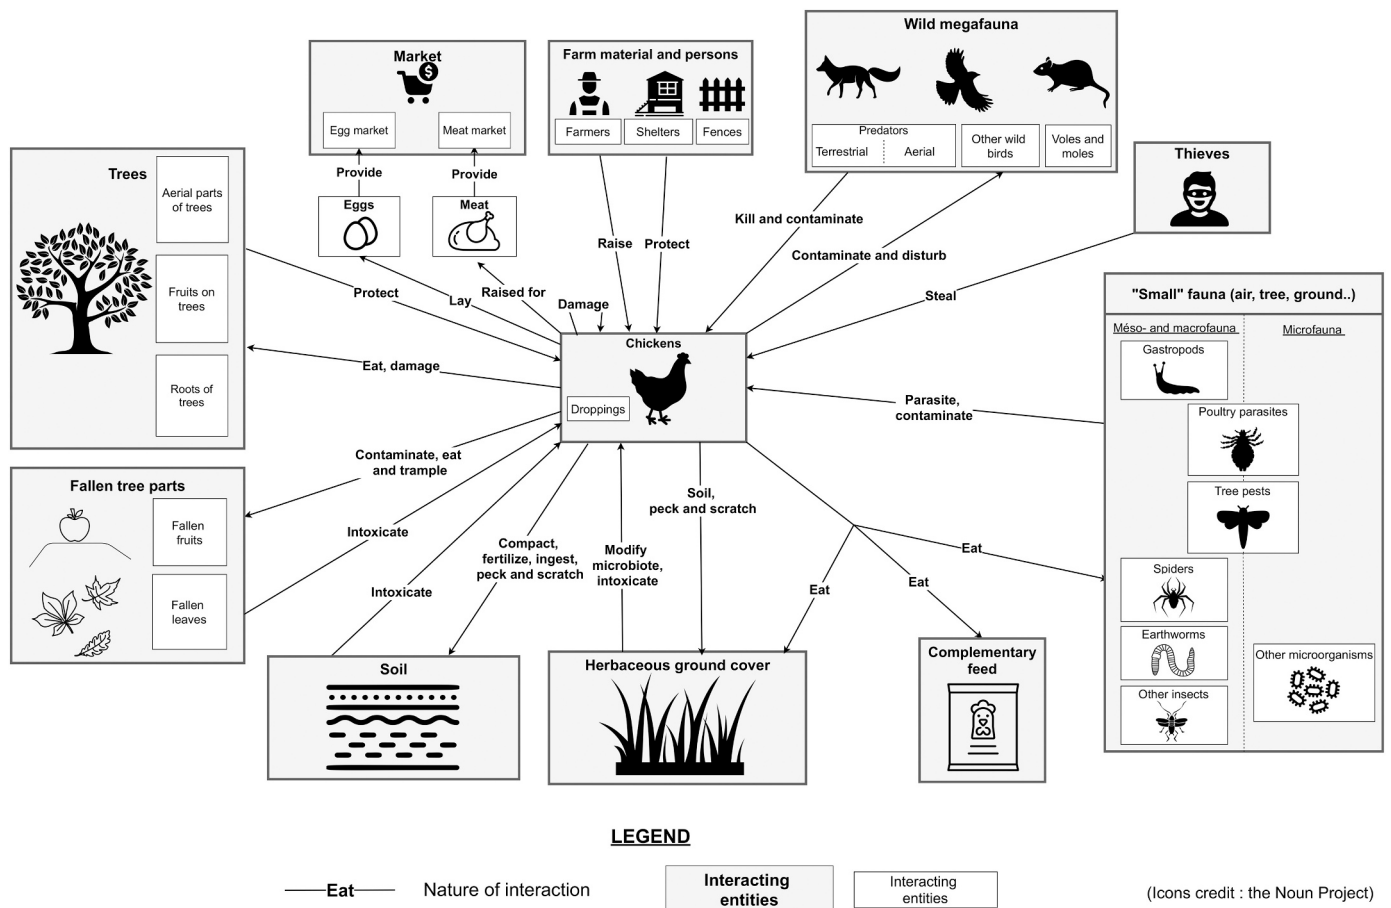 Market
$
Egg market
Meat market
Provide
Provide
Eggs
Meat
Farm material and persons
Farmers
Shelters
Fences
Wild megafauna
Predators
Terrestrial
Aerial
Other wild
birds
Voles and
moles
Thieves
Trees
Aerial parts
of trees
Fruits on
trees
Roots of
trees
Protect
Lay
Raised for
Damage
Raise
Protect
Kill and contaminate
Contaminate and disturb
Steal
Eat, damage
Chickens
Droppings
Parasite,
contaminate
"Small" fauna (air, tree, ground..)
Méso- and macrofauna
Microfauna
Gastropods
Poultry parasites
Tree pests
Spiders
Earthworms
Other insects
Other microorganisms
Fallen tree parts
Fallen
fruits
Fallen
leaves
Contaminate, eat
and trample
Intoxicate
Intoxicate
Compact,
fertilize, ingest,
peck and scratch
Modify
microbiote,
intoxicate
Soil,
peck and scratch
Eat
Eat
Eat
Soil
Herbaceous ground cover
Complementary
feed
LEGEND
Eat
Nature of interaction
Interacting
entities
Interacting
entities
(Icons credit : the Noun Project)